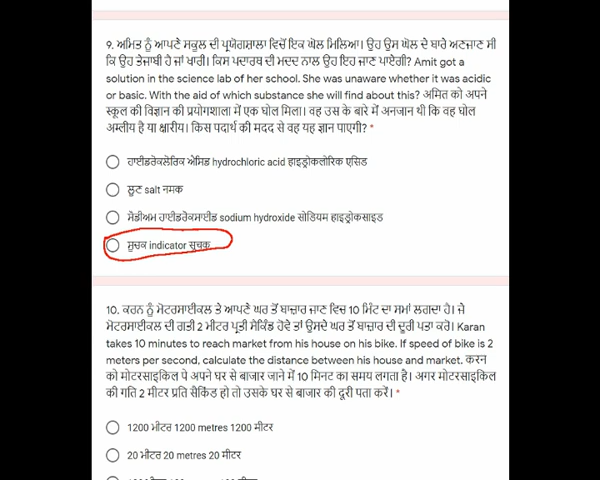 9. ਅਮਿਤ ਨੂੰ ਆਪਣੇ ਸਕੂਲ ਦੀ ਪ੍ਰਯੋਗਸ਼ਾਲਾ ਵਿਚੋਂ ਇਕ ਘੋਲ ਮਿਲਿਆ। ਉਹ ਉਸ ਘੋਲ ਦੇ ਬਾਰੇ ਅਣਜਾਣ ਸੀ
ਕਿ ਉਹ ਤੇਜਾਬੀ ਹੈ ਜਾਂ ਖਾਰੀ। ਕਿਸ ਪਦਾਰਥ ਦੀ ਮਦਦ ਨਾਲ ਉਹ ਇਹ ਜਾਣ ਪਾਏਗੀ? Amit got a
solution in the science lab of her school. She was unaware whether it was acidic
or basic. With the aid of which substance she will find about this? अमित को अपने
स्कूल की विज्ञान की प्रयोगशाला में एक घोल मिला। वह उस के बारे में अनजान थी कि वह घोल
अम्लीय है या क्षारीय। किस पदार्थ की मदद से वह यह ज्ञान पाएगी? *
ਹਾਈਡਰੋਕਲੋਰਿਕ ਐਸਿਡ hydrochloric acid हाइड्रोक्लोरिक एसिड
ਲੂਣ salt नमक
ਸੋਡੀਅਮ ਹਾਈਡਰੋਕਸਾਈਡ sodium hydroxide सोडियम हाइड्रोकसाइड
ਸੂਚਕ indicator सूचक
10. ਕਰਨ ਨੂੰ ਮੋਟਰਸਾਈਕਲ ਤੇ ਆਪਣੇ ਘਰ ਤੋਂ ਬਾਜ਼ਾਰ ਜਾਣ ਵਿਚ 10 ਮਿੰਟ ਦਾ ਸਮਾਂ ਲਗਦਾ ਹੈ। ਜੇ
ਮੋਟਰਸਾਈਕਲ ਦੀ ਗਤੀ 2 ਮੀਟਰ ਪ੍ਰਤੀ ਸੈਕਿੰਡ ਹੋਵੇ ਤਾਂ ਉਸਦੇ ਘਰ ਤੋਂ ਬਾਜ਼ਾਰ ਦੀ ਦੂਰੀ ਪਤਾ ਕਰੋ। Karan
takes 10 minutes to reach market from his house on his bike. If speed of bike is 2
meters per second, calculate the distance between his house and market. करन
को मोटरसाइकिल पे अपने घर से बाजार जाने में 10 मिनट का समय लगता है। अगर मोटरसाइकिल
की गति 2 मीटर प्रति सैकिंड हो तो उसके घर से बाजार की दूरी पता करें। *
1200 ਮੀਟਰ 1200 metres 1200 मीटर
20 ਮੀਟਰ 20 metres 20 मीटर